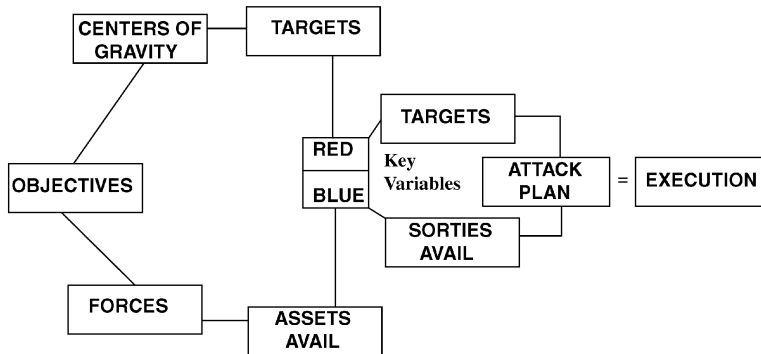 CENTERS OF
GRAVITY
TARGETS
TARGETS
RED
Key
Variables
BLUE
OBJECTIVES
ATTACK
PLAN
=
EXECUTION
SORTIES
AVAIL
FORCES
ASSETS
AVAIL